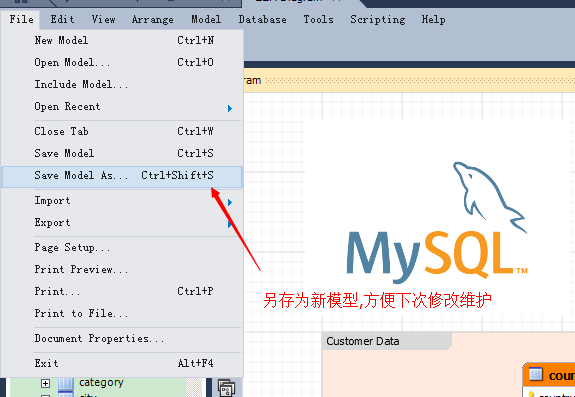 File Edit View Arrange Model Database Tools Scripting Help
New Model Ctrl+N
Open Model... Ctrl+O
Include Model...
Open Recent
Close Tab Ctrl+W
Save Model Ctrl+S
Save Model As... Ctrl+Shift+S
Import
Export
Page Setup...
Print Preview...
Print... Ctrl+P
Print to File...
Document Properties...
Exit Alt+F4
MySQL™
另存为新模型,方便下次修改维护
Customer Data
category